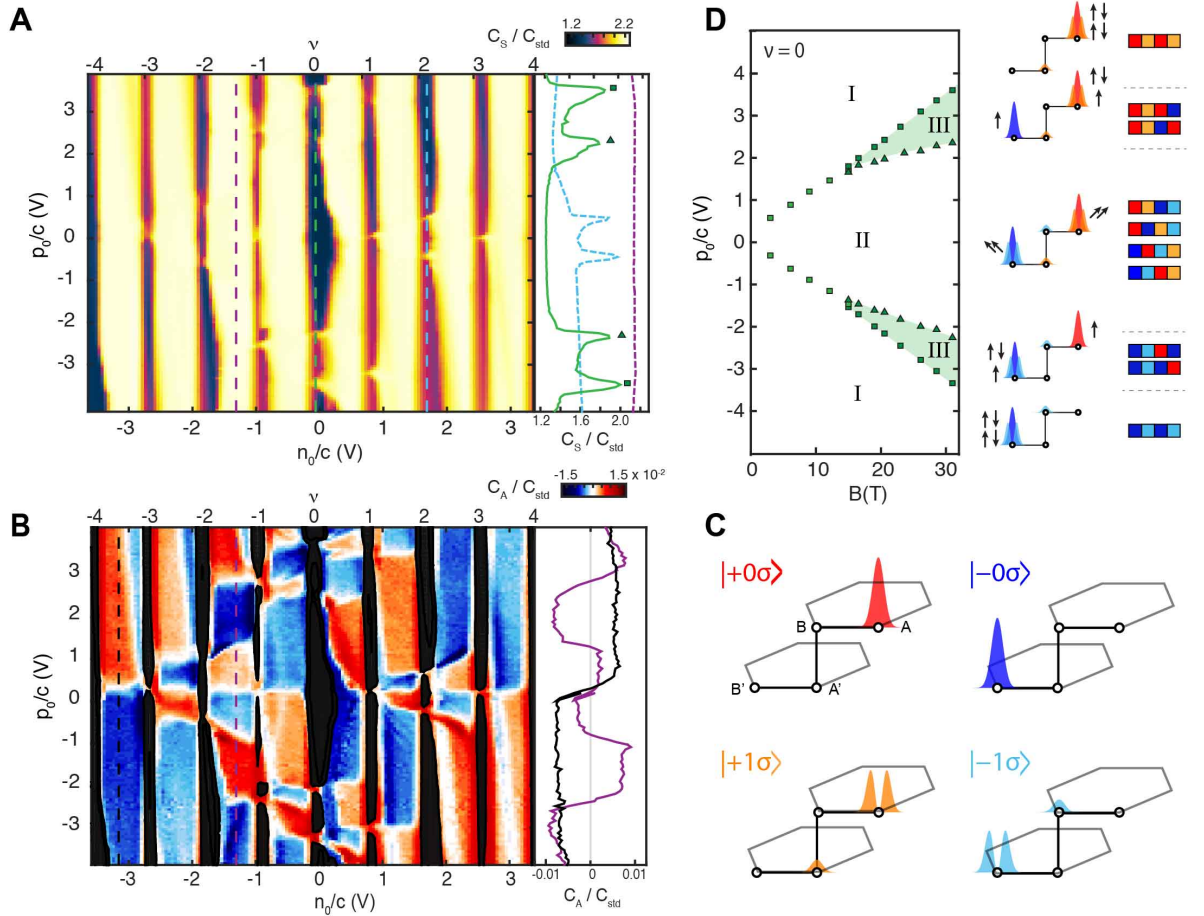 A
C_S / C_std
1.2 2.2
ν
-4 -3 -2 -1 0 1 2 3 4
p₀/c (V)
3
2
1
0
-1
-2
-3
-3 -2 -1 0 1 2 3
n₀/c (V)
1.2 1.6 2.0
C_S / C_std
B
C_A / C_std
-1.5 1.5 x 10⁻²
ν
-4 -3 -2 -1 0 1 2 3 4
p₀/c (V)
3
2
1
0
-1
-2
-3
-3 -2 -1 0 1 2 3
n₀/c (V)
-0.01 0 0.01
C_A / C_std
D
ν = 0
p₀/c (V)
4
3
2
1
0
-1
-2
-3
-4
I
III
II
III
I
0 10 20 30
B(T)
↑ ↓
↑ ↓
↑ ↓
↑
↑
↑
↑ ↓
↑
↑ ↓
↑ ↓
C
|+0σ⟩
B A
B' A'
|−0σ⟩
|+1σ⟩
|−1σ⟩